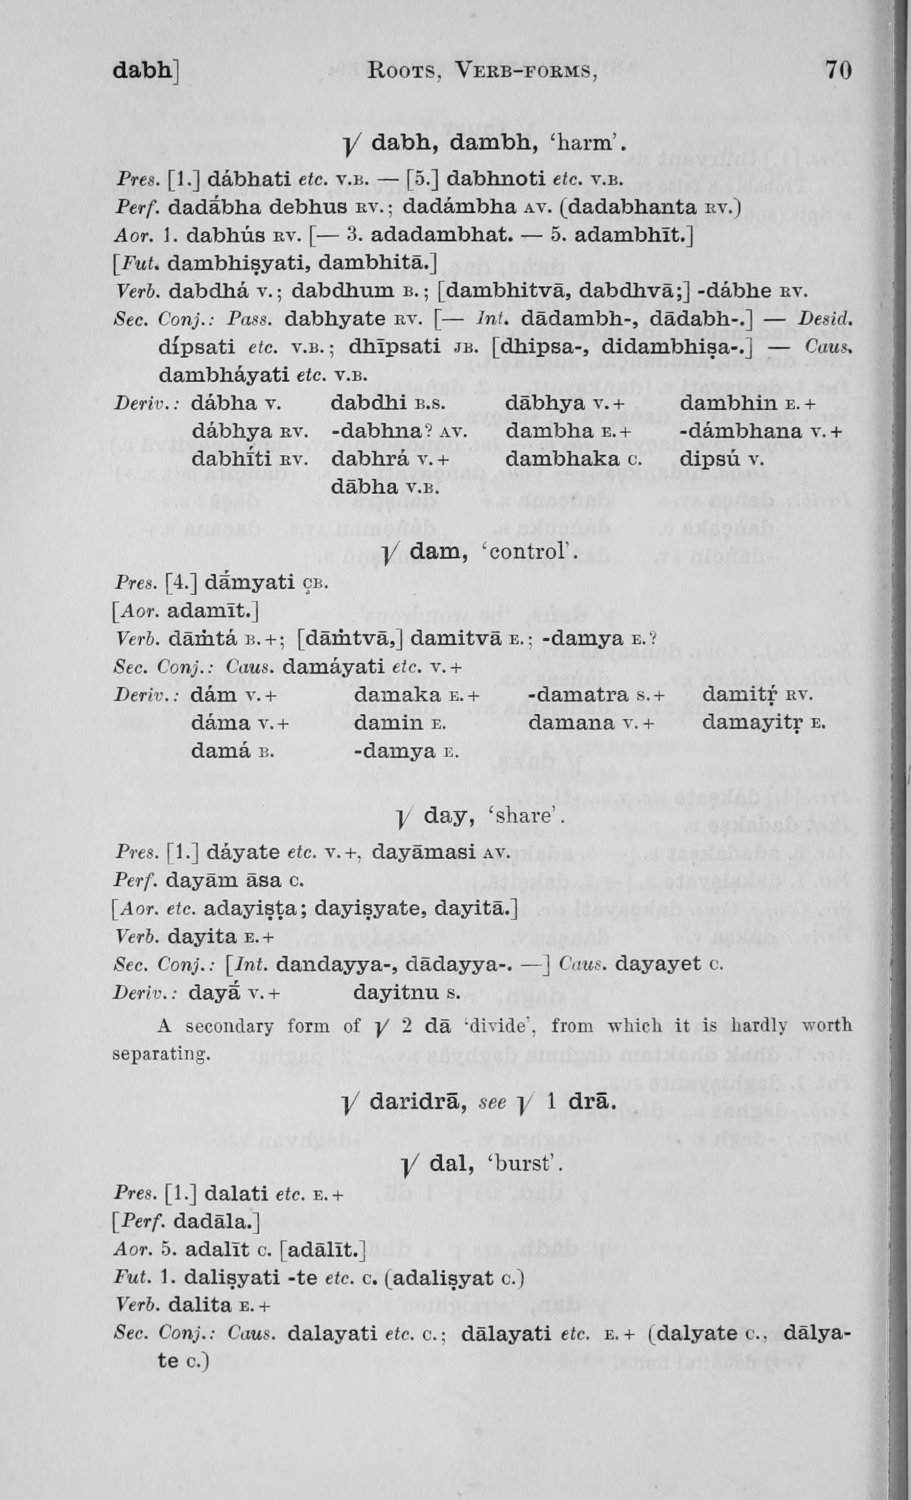 dabh] Roots, Verb-forms, 70
√ dabh, dambh, ‘harm’.
Pres. [1.] dábhati etc. V.B. — [5.] dabhnoti etc. V.B.
Perf. dadā́bha debhus RV.; dadámbha AV. (dadabhanta RV.)
Aor. 1. dabhús RV. [— 3. adadambhat. — 5. adambhīt.]
[Fut. dambhiṣyati, dambhitā.]
Verb. dabdhá V.; dabdhum B.; [dambhitvā, dabdhvā;] -dábhe RV.
Sec. Conj.: Pass. dabhyate RV. [— Int. dādambh-, dādabh-.] — Desid.
dípsati etc. V.B.; dhīpsati JB. [dhipsa-, didambhiṣa-.] — Caus.
dambháyati etc. V.B.
Deriv.: dábha V. dabdhi B.S. dābhya V.+ dambhin E.+
dábhya RV. -dabhna? AV. dambha E.+ -dámbhana V.+
dabhī́ti RV. dabhrá V.+ dambhaka C. dipsú V.
dābha V.B.
√ dam, ‘control’.
Pres. [4.] dā́myati ÇB.
[Aor. adamīt.]
Verb. dāṁtá B.+; [dāṁtvā,] damitvā E.; -damya E.?
Sec. Conj.: Caus. damáyati etc. V.+
Deriv.: dám V.+ damaka E.+ -damatra S.+ damitṛ́ RV.
dáma V.+ damin E. damana V.+ damayitṛ E.
damá B. -damya E.
√ day, ‘share’.
Pres. [1.] dáyate etc. V.+, dayāmasi AV.
Perf. dayām āsa C.
[Aor. etc. adayiṣṭa; dayiṣyate, dayitā.]
Verb. dayita E.+
Sec. Conj.: [Int. dandayya-, dādayya-. —] Caus. dayayet C.
Deriv.: dayā́ V.+ dayitnu S.
A secondary form of √ 2 dā ‘divide’, from which it is hardly worth
separating.
√ daridrā, see √ 1 drā.
√ dal, ‘burst’.
Pres. [1.] dalati etc. E.+
[Perf. dadāla.]
Aor. 5. adalīt C. [adālīt.]
Fut. 1. daliṣyati -te etc. C. (adaliṣyat C.)
Verb. dalita E.+
Sec. Conj.: Caus. dalayati etc. C.; dālayati etc. E.+ (dalyate C., dālya-
te C.)